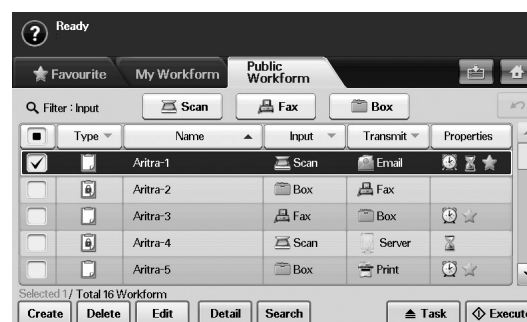 Ready
Favourite My Workform Public Workform
Filter : Input Scan Fax Box
Type Name Input Transmit Properties
Aritra-1 Scan Email
Aritra-2 Box Fax
Aritra-3 Fax Box
Aritra-4 Scan Server
Aritra-5 Box Print
Selected 1 / Total 16 Workform
Create Delete Edit Detail Search Task Execut